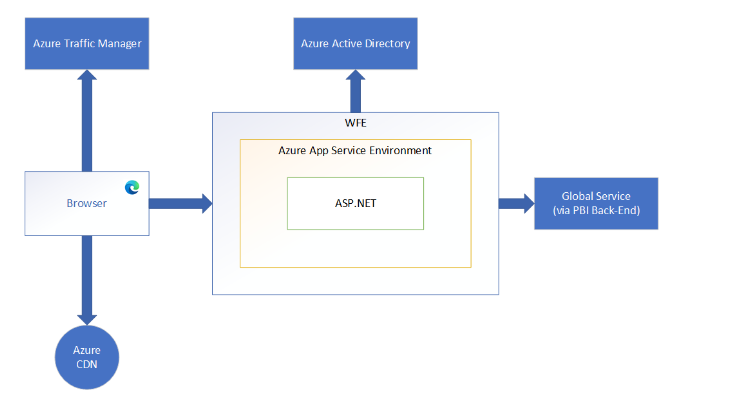 Azure Traffic Manager
Azure Active Directory
WFE
Azure App Service Environment
ASP.NET
Browser
Global Service
(via PBI Back-End)
Azure
CDN